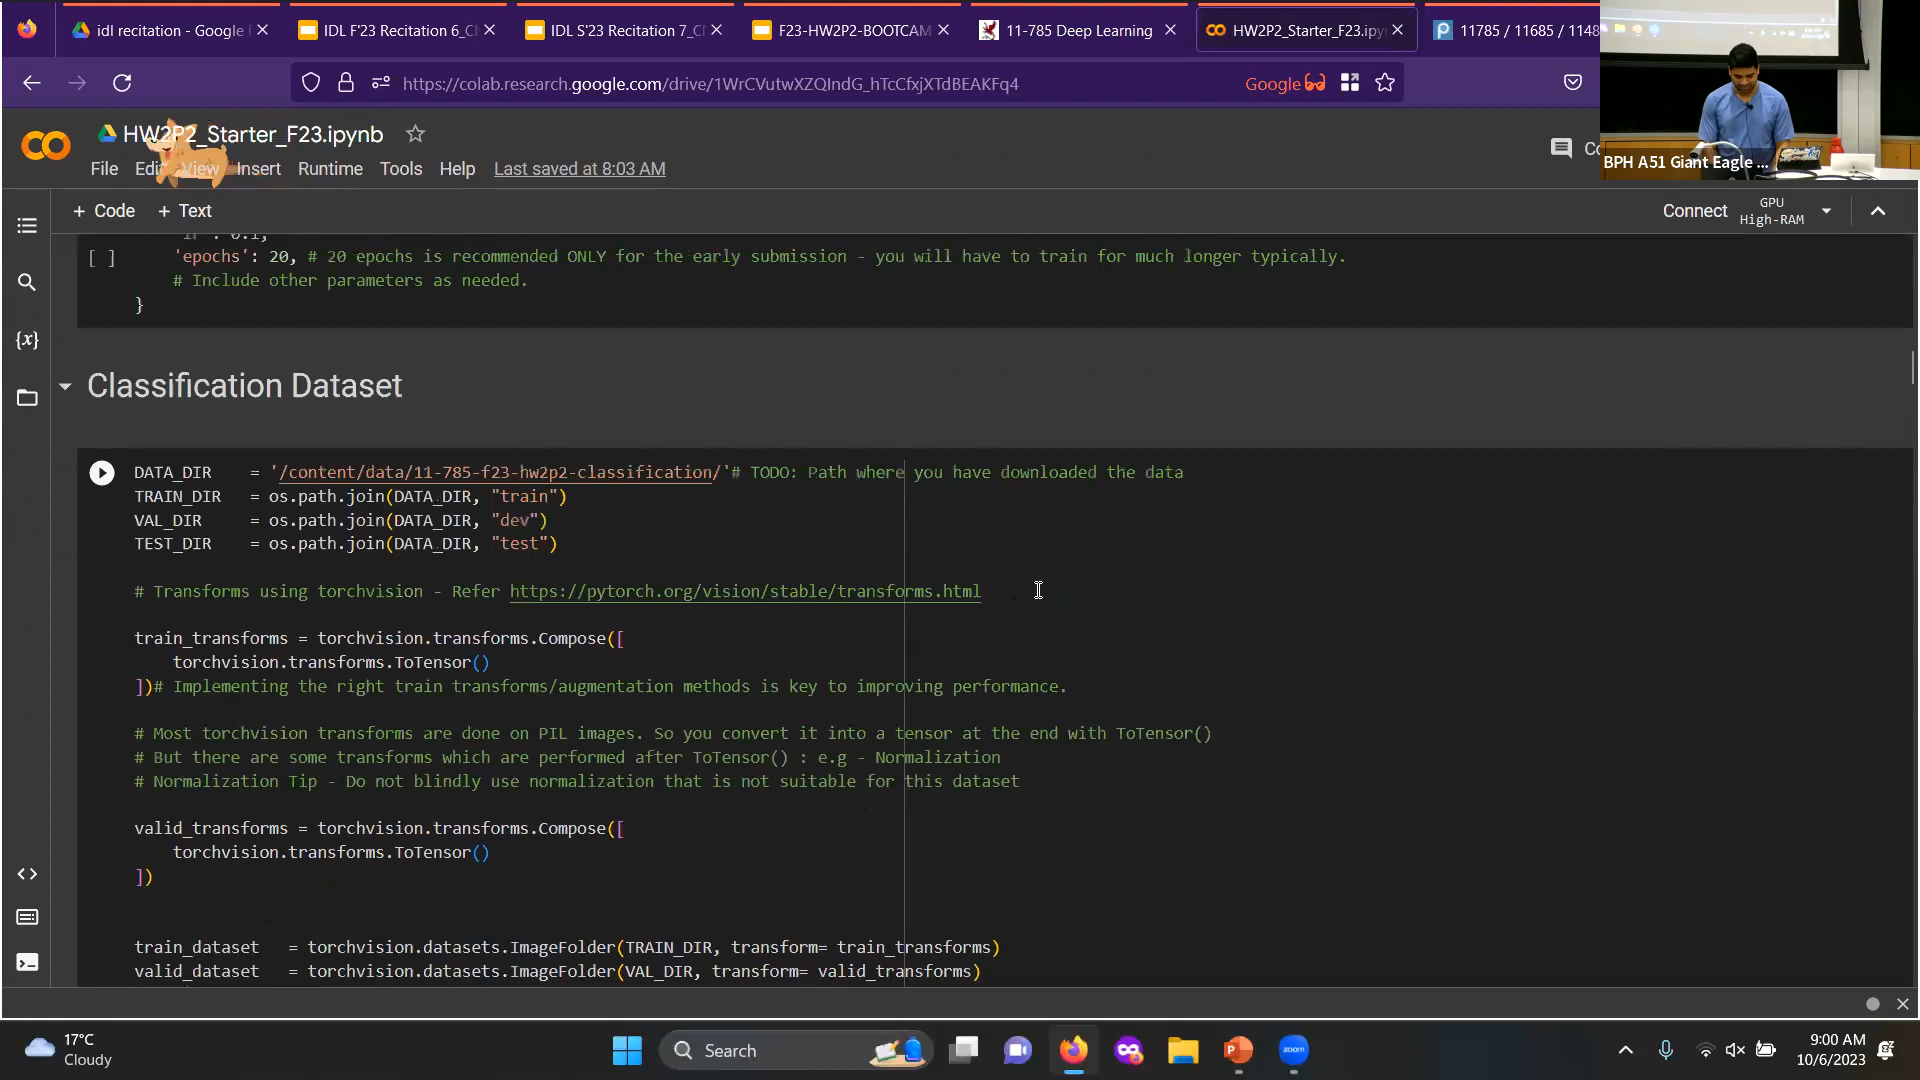 idl recitation - Google
IDL F'23 Recitation 6_C
IDL S'23 Recitation 7_C
F23-HW2P2-BOOTCAM
11-785 Deep Learning
HW2P2_Starter_F23.ipy
11785 / 11685 / 1148
https://colab.research.google.com/drive/1WrCVutwXZQIndG_hTcCfxjXTdBEAKFq4
Google
HW2P2_Starter_F23.ipynb
File Edit View Insert Runtime Tools Help Last saved at 8:03 AM
BPH A51 Giant Eagle ...
+ Code + Text
Connect
GPU
High-RAM
[ ] 'epochs': 20, # 20 epochs is recommended ONLY for the early submission - you will have to train for much longer typically.
# Include other parameters as needed.
}
Classification Dataset
DATA_DIR = '/content/data/11-785-f23-hw2p2-classification/'# TODO: Path where you have downloaded the data
TRAIN_DIR = os.path.join(DATA_DIR, "train")
VAL_DIR = os.path.join(DATA_DIR, "dev")
TEST_DIR = os.path.join(DATA_DIR, "test")
# Transforms using torchvision - Refer https://pytorch.org/vision/stable/transforms.html
train_transforms = torchvision.transforms.Compose([
torchvision.transforms.ToTensor()
])# Implementing the right train transforms/augmentation methods is key to improving performance.
# Most torchvision transforms are done on PIL images. So you convert it into a tensor at the end with ToTensor()
# But there are some transforms which are performed after ToTensor() : e.g - Normalization
# Normalization Tip - Do not blindly use normalization that is not suitable for this dataset
valid_transforms = torchvision.transforms.Compose([
torchvision.transforms.ToTensor()
])
train_dataset = torchvision.datasets.ImageFolder(TRAIN_DIR, transform= train_transforms)
valid_dataset = torchvision.datasets.ImageFolder(VAL_DIR, transform= valid_transforms)
17°C
Cloudy
Search
zoom
9:00 AM
10/6/2023